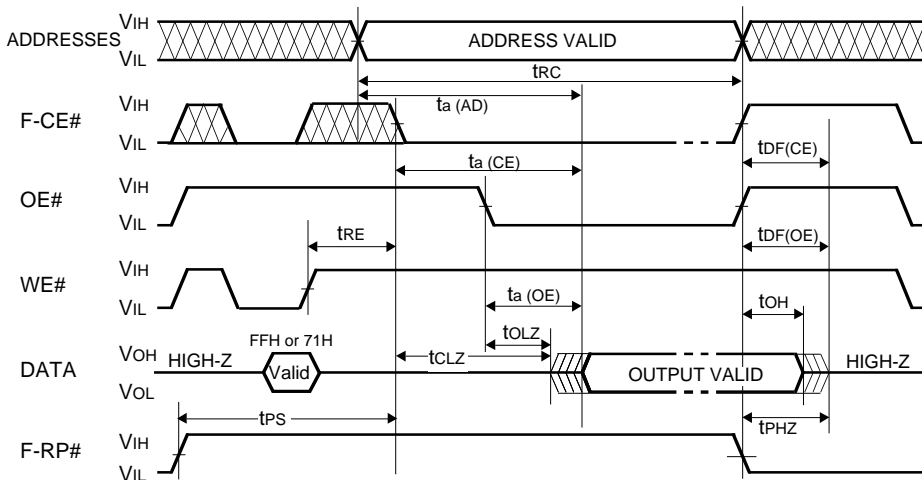 ADDRESSES VIH VIL ADDRESS VALID
tRC
ta (AD)
F-CE# VIH VIL
ta (CE) tDF(CE)
OE# VIH VIL
tRE tDF(OE)
WE# VIH VIL
ta (OE) tOH
tOLZ
DATA VOH VOL HIGH-Z FFH or 71H Valid tCLZ OUTPUT VALID HIGH-Z
tPS tPHZ
F-RP# VIH VIL